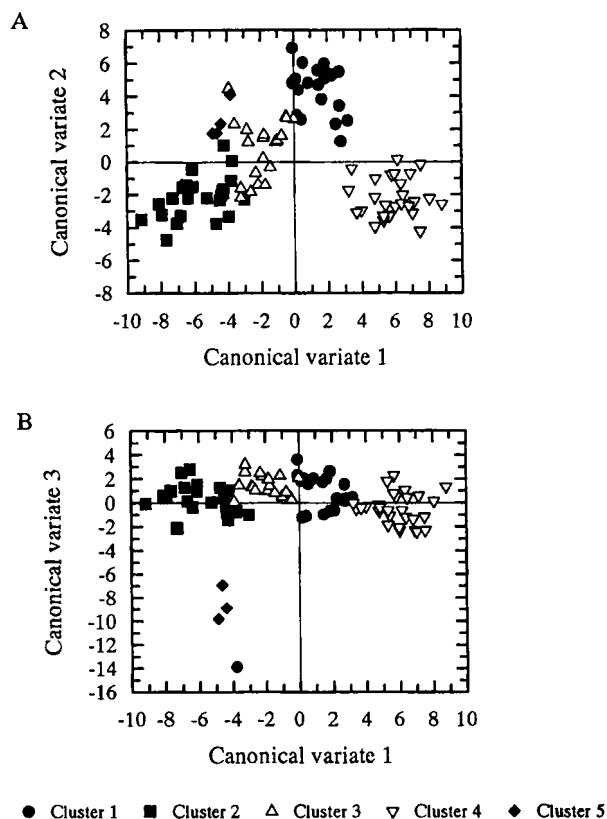 A
8
6
4
2
0
-2
-4
-6
-8
Canonical variate 2
-10 -8 -6 -4 -2 0 2 4 6 8 10
Canonical variate 1
B
6
4
2
0
-2
-4
-6
-8
-10
-12
-14
-16
Canonical variate 3
-10 -8 -6 -4 -2 0 2 4 6 8 10
Canonical variate 1
Cluster 1 Cluster 2 Cluster 3 Cluster 4 Cluster 5